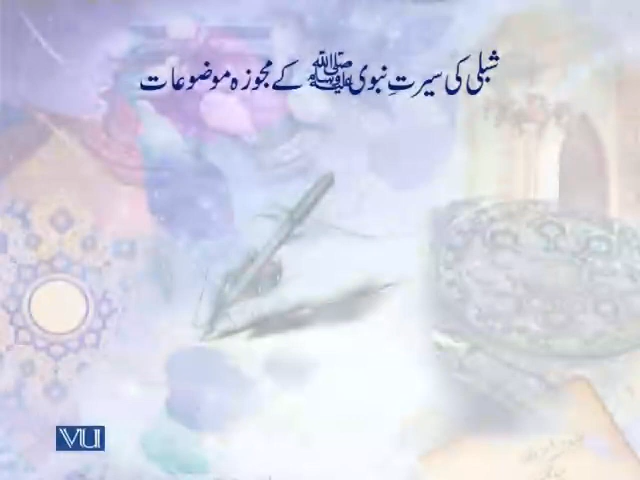 شبلی کی سیرتِ نبوی ﷺ کے مجوزہ موضوعات
VU